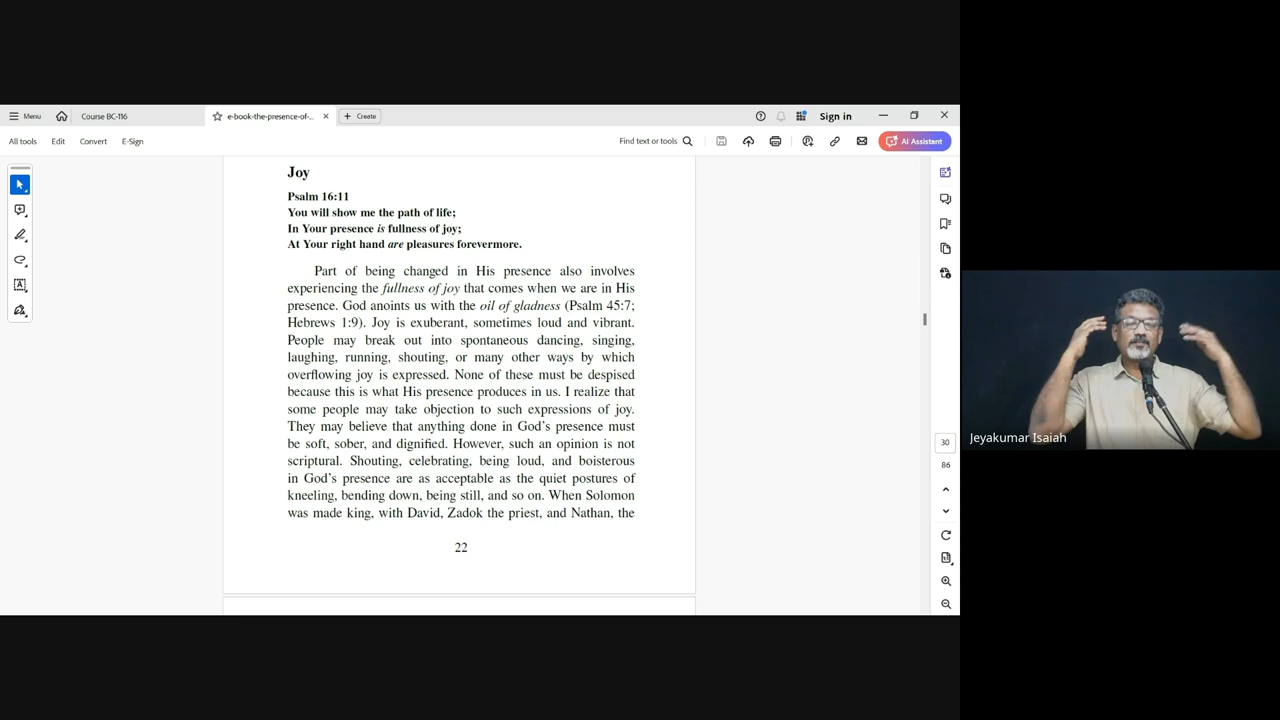 Menu
Course BC-116
e-book-the-presence-of-...
Create
Sign in
All tools
Edit
Convert
E-Sign
Find text or tools
AI Assistant
Joy
Psalm 16:11
You will show me the path of life;
In Your presence is fullness of joy;
At Your right hand are pleasures forevermore.
Part of being changed in His presence also involves
experiencing the fullness of joy that comes when we are in His
presence. God anoints us with the oil of gladness (Psalm 45:7;
Hebrews 1:9). Joy is exuberant, sometimes loud and vibrant.
People may break out into spontaneous dancing, singing,
laughing, running, shouting, or many other ways by which
overflowing joy is expressed. None of these must be despised
because this is what His presence produces in us. I realize that
some people may take objection to such expressions of joy.
They may believe that anything done in God's presence must
be soft, sober, and dignified. However, such an opinion is not
scriptural. Shouting, celebrating, being loud, and boisterous
in God's presence are as acceptable as the quiet postures of
kneeling, bending down, being still, and so on. When Solomon
was made king, with David, Zadok the priest, and Nathan, the
22
30
86
Jeyakumar Isaiah